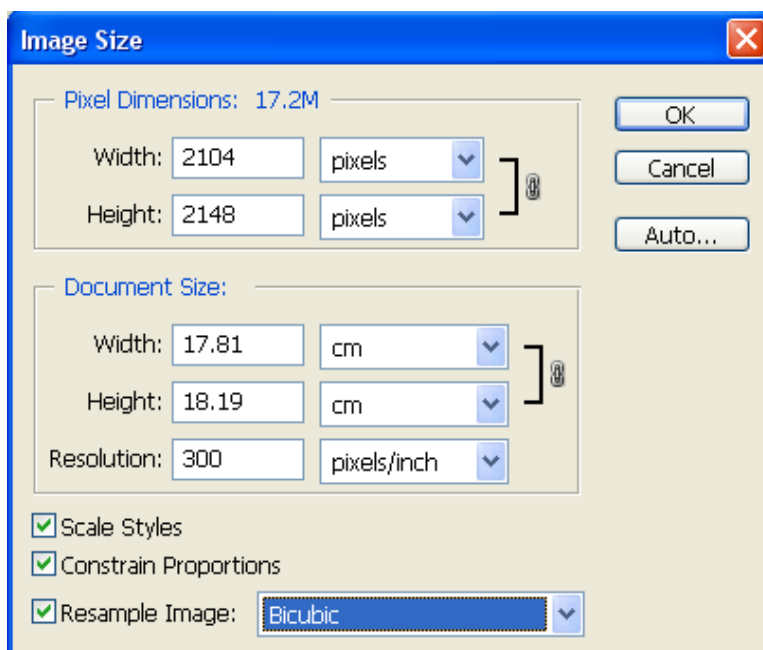 Image Size
Pixel Dimensions: 17.2M
OK
Width: 2104 pixels
Cancel
Height: 2148 pixels
Auto...
Document Size:
Width: 17.81 cm
Height: 18.19 cm
Resolution: 300 pixels/inch
Scale Styles
Constrain Proportions
Resample Image: Bicubic